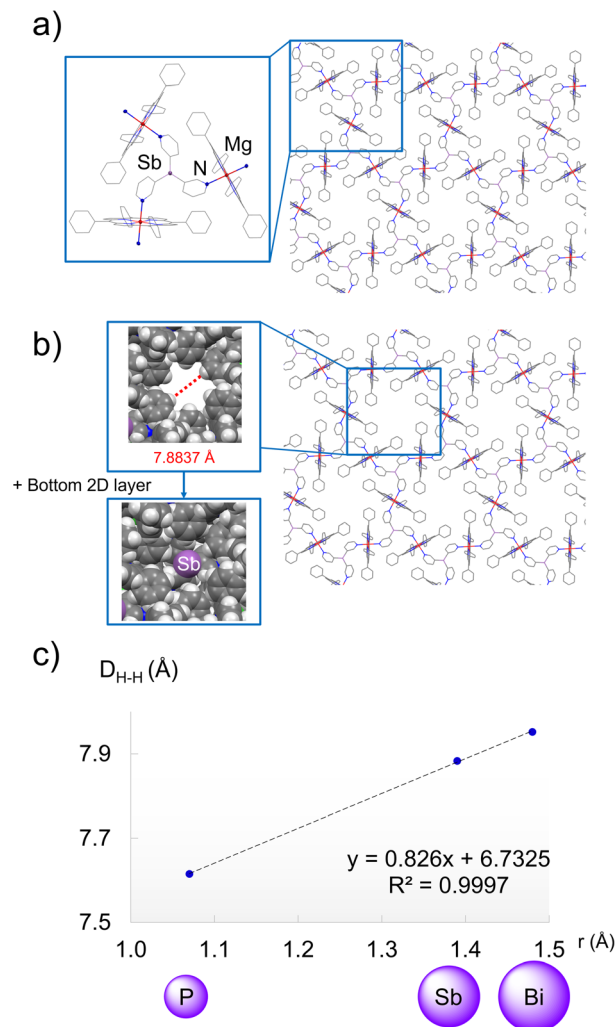 a)
Sb
N
Mg
b)
7.8837 Å
+ Bottom 2D layer
Sb
c)
D_H-H (Å)
7.9
7.7
7.5
y = 0.826x + 6.7325
R² = 0.9997
1.0 1.1 1.2 1.3 1.4 1.5 r (Å)
P Sb Bi